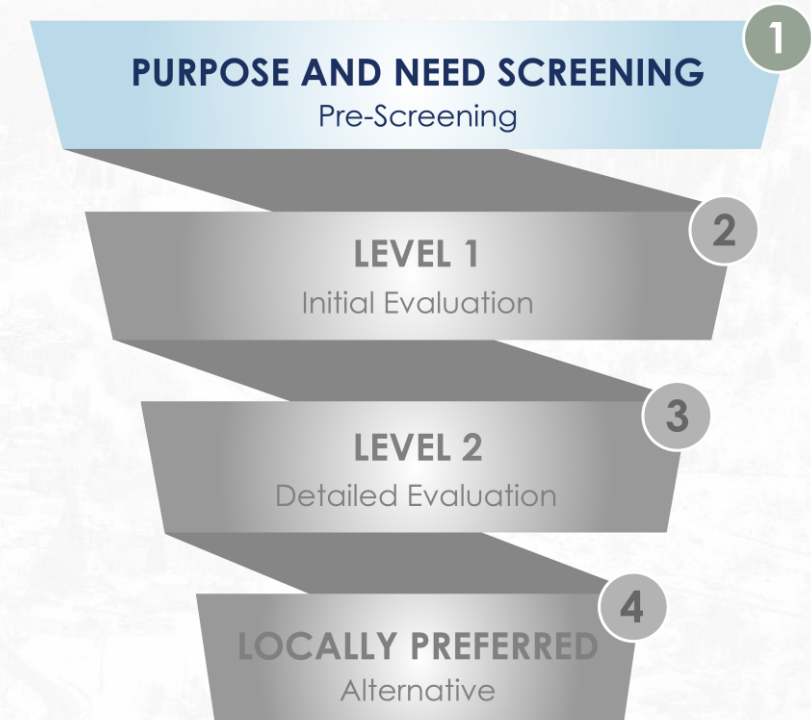 1
PURPOSE AND NEED SCREENING
Pre-Screening
2
LEVEL 1
Initial Evaluation
3
LEVEL 2
Detailed Evaluation
4
LOCALLY PREFERRED
Alternative